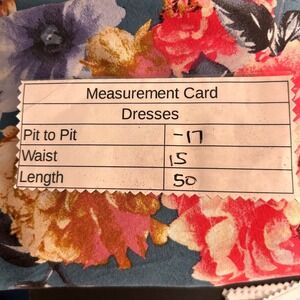 Measurement Card
Dresses
Pit to Pit -17
Waist 15
Length 50